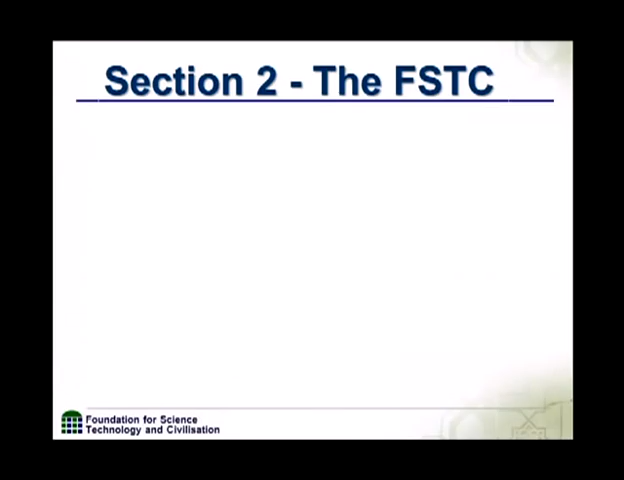 Section 2 - The FSTC
Foundation for Science
Technology and Civilisation